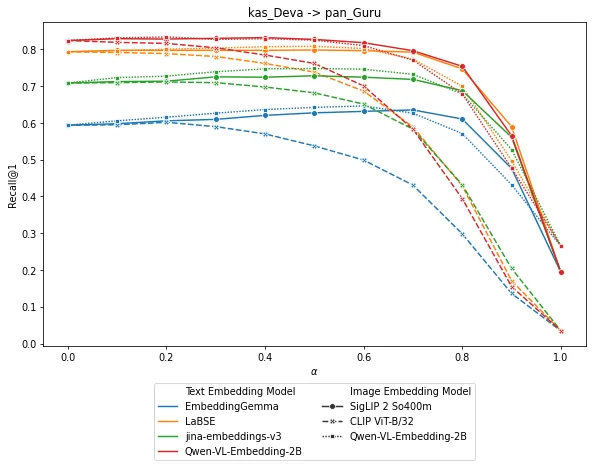 kas_Deva -> pan_Guru
Recall@1
0.8
0.7
0.6
0.5
0.4
0.3
0.2
0.1
0.0
0.0 0.2 0.4 0.6 0.8 1.0
α
Text Embedding Model
EmbeddingGemma
LaBSE
jina-embeddings-v3
Qwen-VL-Embedding-2B
Image Embedding Model
SigLIP 2 So400m
CLIP ViT-B/32
Qwen-VL-Embedding-2B